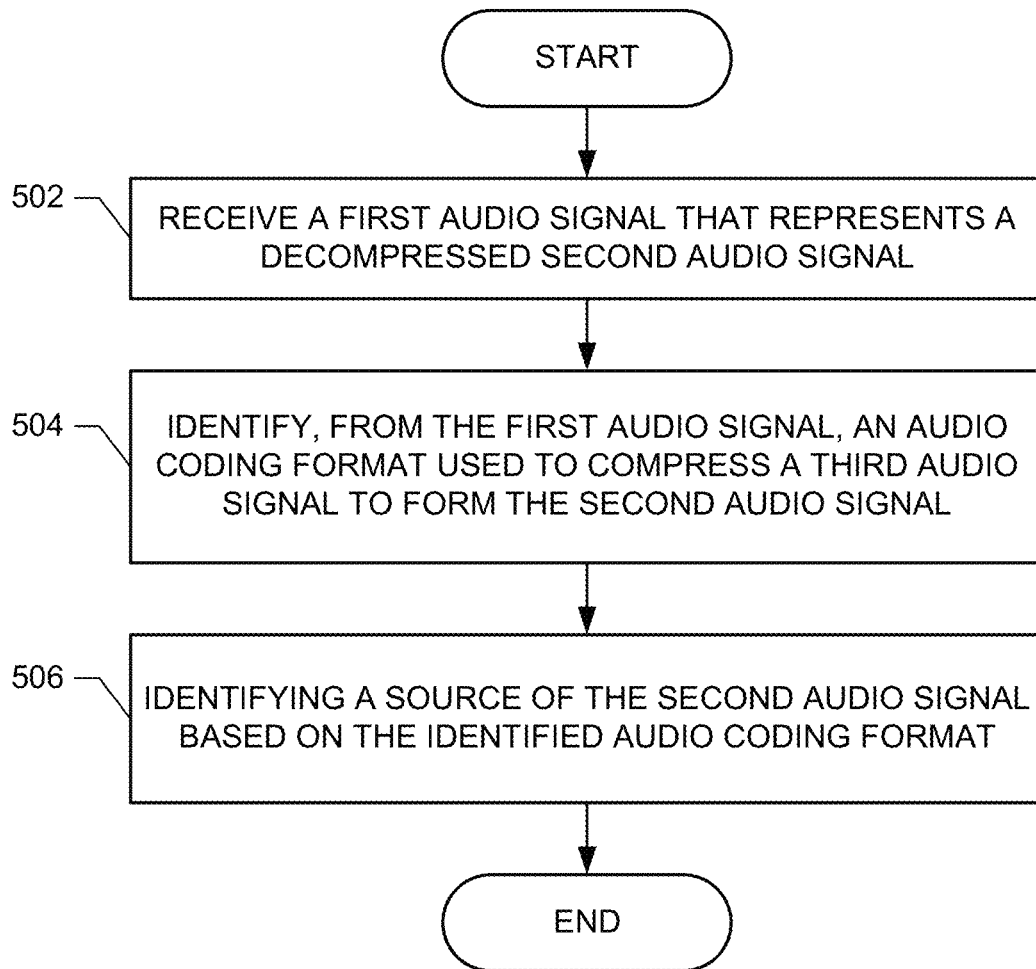 START
502
RECEIVE A FIRST AUDIO SIGNAL THAT REPRESENTS A
DECOMPRESSED SECOND AUDIO SIGNAL
504
IDENTIFY, FROM THE FIRST AUDIO SIGNAL, AN AUDIO
CODING FORMAT USED TO COMPRESS A THIRD AUDIO
SIGNAL TO FORM THE SECOND AUDIO SIGNAL
506
IDENTIFYING A SOURCE OF THE SECOND AUDIO SIGNAL
BASED ON THE IDENTIFIED AUDIO CODING FORMAT
END